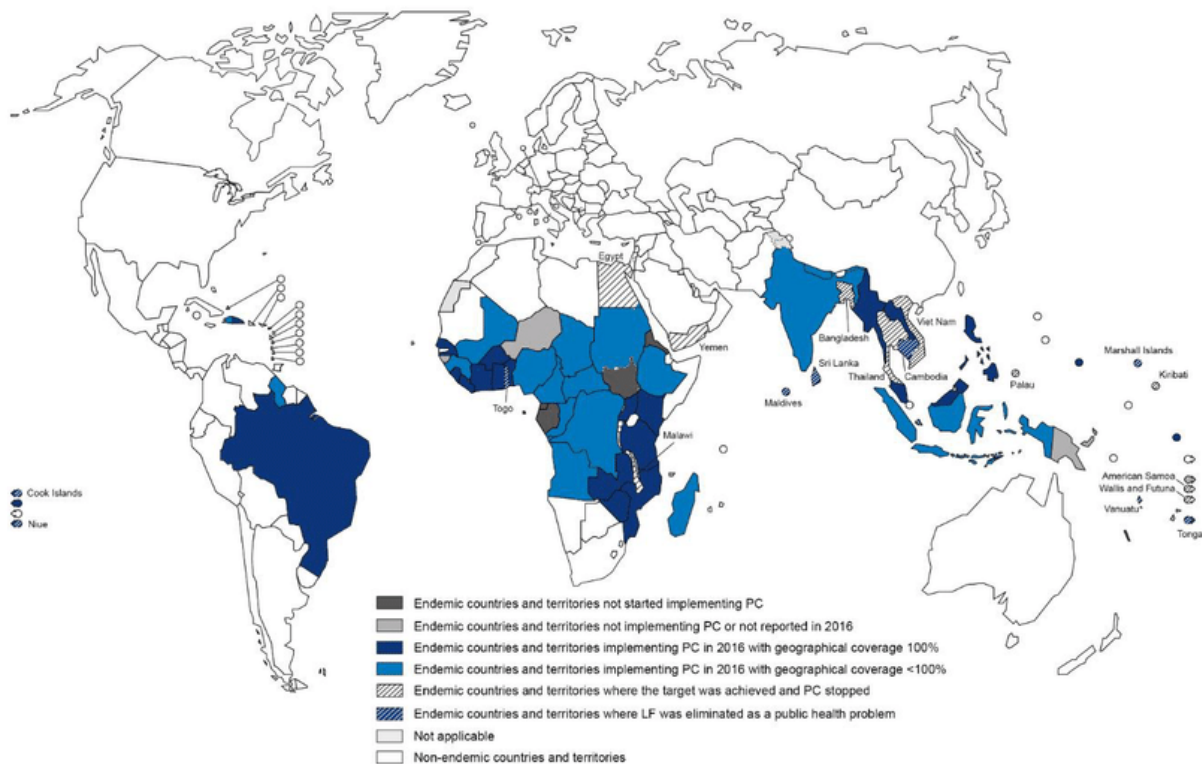 Egypt
Yemen
Togo
Malawi
Bangladesh
Viet Nam
Sri Lanka
Thailand
Cambodia
Maldives
Palau
Marshall Islands
Kiribati
American Samoa
Wallis and Futuna
Vanuatu*
Tonga
Cook Islands
Niue
Endemic countries and territories not started implementing PC
Endemic countries and territories not implementing PC or not reported in 2016
Endemic countries and territories implementing PC in 2016 with geographical coverage 100%
Endemic countries and territories implementing PC in 2016 with geographical coverage <100%
Endemic countries and territories where the target was achieved and PC stopped
Endemic countries and territories where LF was eliminated as a public health problem
Not applicable
Non-endemic countries and territories